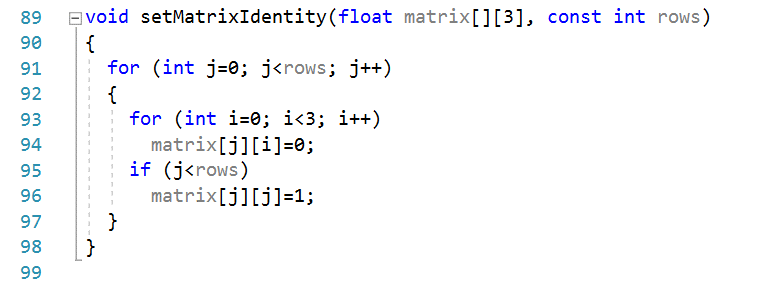 89 void setMatrixIdentity(float matrix[][3], const int rows)
90 {
91 for (int j=0; j<rows; j++)
92 {
93 for (int i=0; i<3; i++)
94 matrix[j][i]=0;
95 if (j<rows)
96 matrix[j][j]=1;
97 }
98 }
99